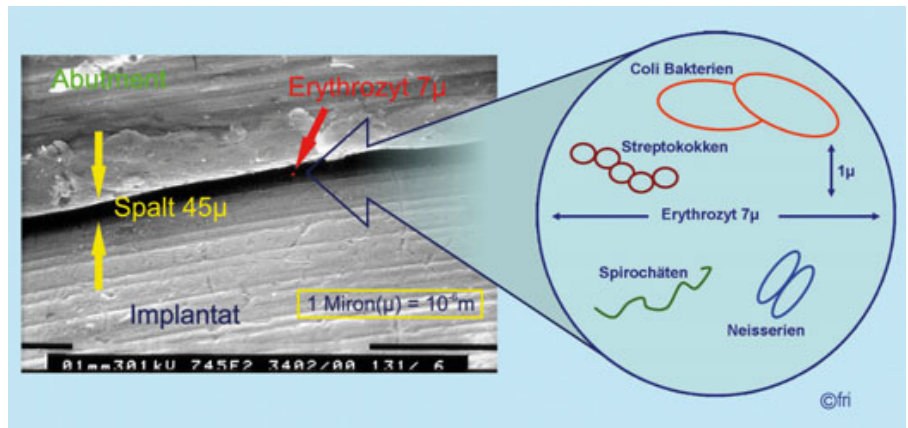 Abutment
Erythrozyt 7µ
Spalt 45µ
Implantat
1 Miron(µ) = 10⁻⁶m
01mm301kU 745F2 3402/00 131/ 6
Coli Bakterien
Streptokokken
1µ
Erythrozyt 7µ
Spirochäten
Neisserien
©fri